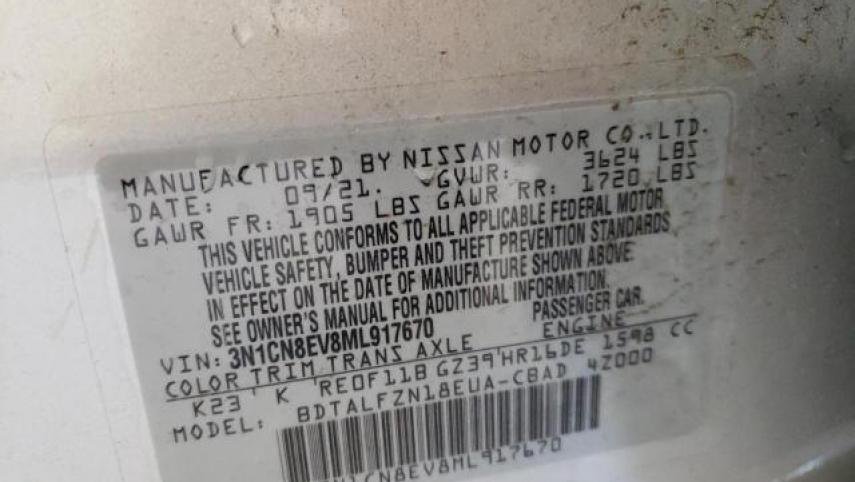 MANUFACTURED BY NISSAN MOTOR CO.,LTD.
DATE: 09/21. GVWR: 3624 LBS
GAWR FR: 1905 LBS GAWR RR: 1720 LBS
THIS VEHICLE CONFORMS TO ALL APPLICABLE FEDERAL MOTOR
VEHICLE SAFETY, BUMPER AND THEFT PREVENTION STANDARDS
IN EFFECT ON THE DATE OF MANUFACTURE SHOWN ABOVE.
SEE OWNER'S MANUAL FOR ADDITIONAL INFORMATION.
VIN: 3N1CN8EV8ML917670 PASSENGER CAR.
COLOR TRIM TRANS AXLE ENGINE
K23 K RE0F11B GZ39 HR16DE 1598 CC
MODEL: BDTALFZN18EUA-CBAD 4Z000
3N1CN8EV8ML917670